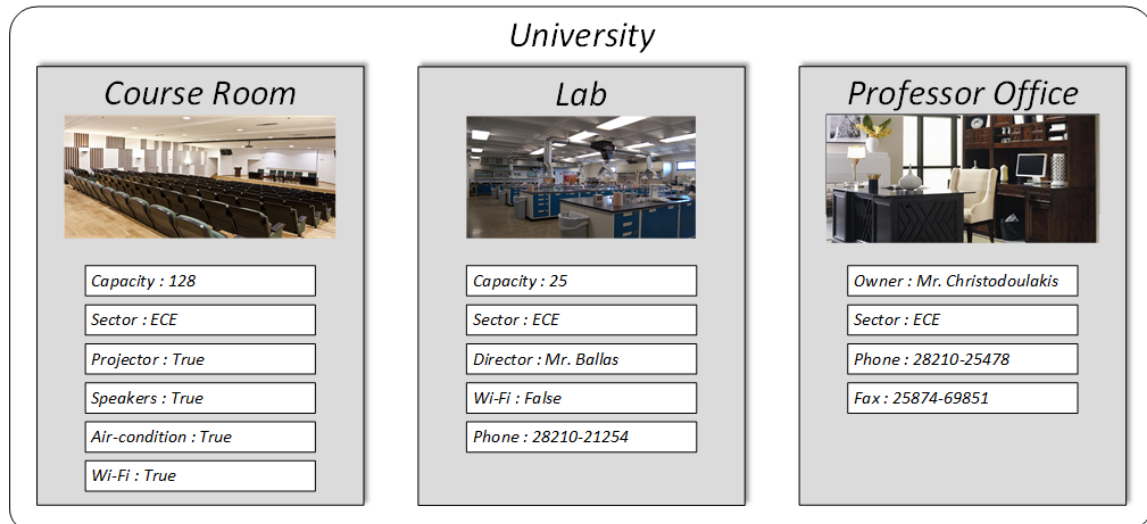 University
Course Room
Capacity : 128
Sector : ECE
Projector : True
Speakers : True
Air-condition : True
Wi-Fi : True
Lab
Capacity : 25
Sector : ECE
Director : Mr. Ballas
Wi-Fi : False
Phone : 28210-21254
Professor Office
Owner : Mr. Christodoulakis
Sector : ECE
Phone : 28210-25478
Fax : 25874-69851